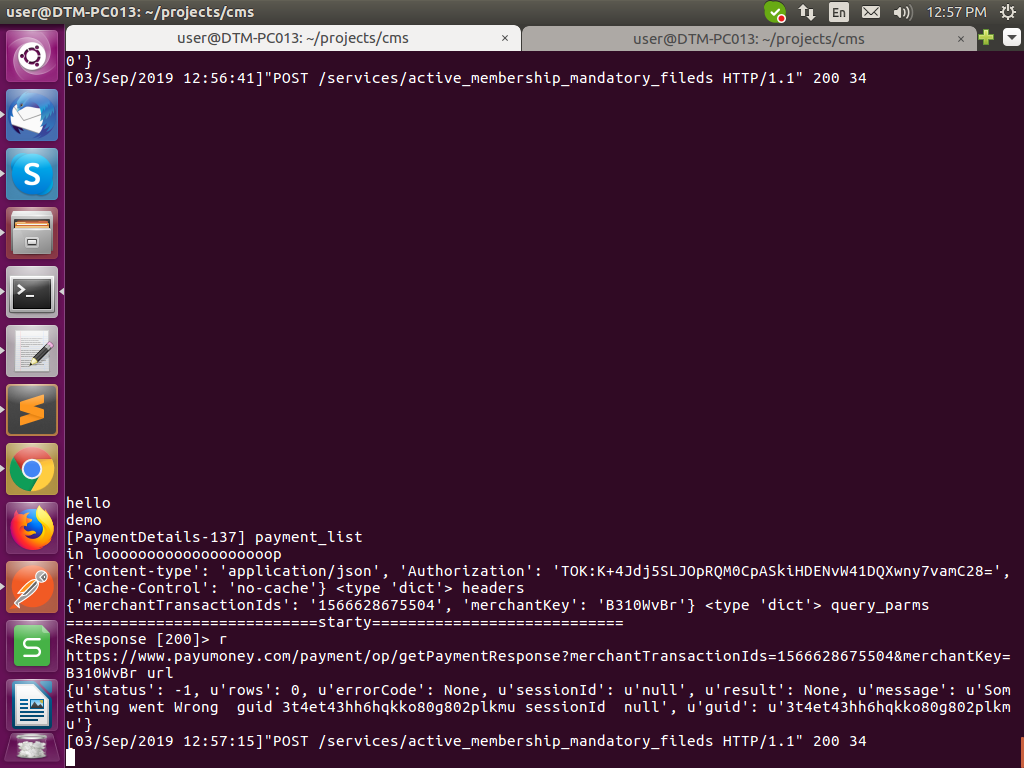 user@DTM-PC013: ~/projects/cms
En
12:57 PM
user@DTM-PC013: ~/projects/cms ×
user@DTM-PC013: ~/projects/cms ×
0'}
[03/Sep/2019 12:56:41]"POST /services/active_membership_mandatory_fileds HTTP/1.1" 200 34
hello
demo
[PaymentDetails-137] payment_list
in looooooooooooooooooop
{'content-type': 'application/json', 'Authorization': 'TOK:K+4Jdj5SLJOpRQM0CpASkiHDENvW41DQXwny7vamC28=',
'Cache-Control': 'no-cache'} <type 'dict'> headers
{'merchantTransactionIds': '1566628675504', 'merchantKey': 'B310WvBr'} <type 'dict'> query_parms
============================starty============================
<Response [200]> r
https://www.payumoney.com/payment/op/getPaymentResponse?merchantTransactionIds=1566628675504&merchantKey=
B310WvBr url
{u'status': -1, u'rows': 0, u'errorCode': None, u'sessionId': u'null', u'result': None, u'message': u'Som
ething went Wrong  guid 3t4et43hh6hqkko80g802plkmu sessionId  null', u'guid': u'3t4et43hh6hqkko80g802plkm
u'}
[03/Sep/2019 12:57:15]"POST /services/active_membership_mandatory_fileds HTTP/1.1" 200 34